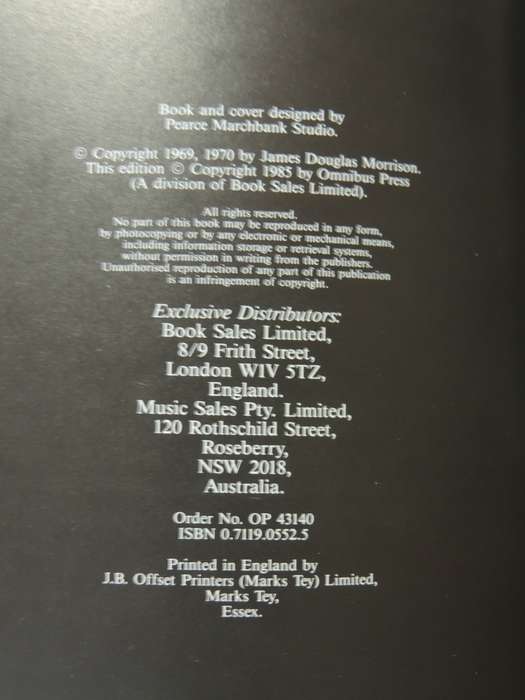 Book and cover designed by
Pearce Marchbank Studio.
© Copyright 1969, 1970 by James Douglas Morrison.
This edition © Copyright 1985 by Omnibus Press
(A division of Book Sales Limited).
All rights reserved.
No part of this book may be reproduced in any form,
by photocopying or by any electronic or mechanical means,
including information storage or retrieval systems,
without permission in writing from the publishers.
Unauthorised reproduction of any part of this publication
is an infringement of copyright.
Exclusive Distributors:
Book Sales Limited,
8/9 Frith Street,
London W1V 5TZ,
England.
Music Sales Pty. Limited,
120 Rothschild Street,
Roseberry,
NSW 2018,
Australia.
Order No. OP 43140
ISBN 0.7119.0552.5
Printed in England by
J.B. Offset Printers (Marks Tey) Limited,
Marks Tey,
Essex.